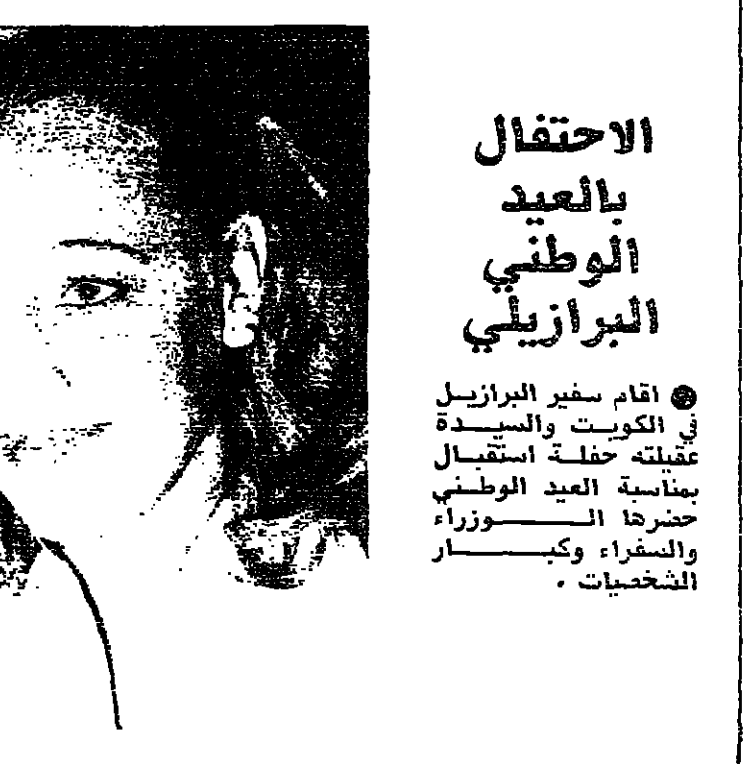 الاحتفال
بالعيد
الوطني
البرازيلي
اقام سفير البرازيل
في الكويت والسيدة
عقيلته حفلة استقبال
بمناسبة العيد الوطني
حضرها الوزراء
والسفراء وكبار
الشخصيات .